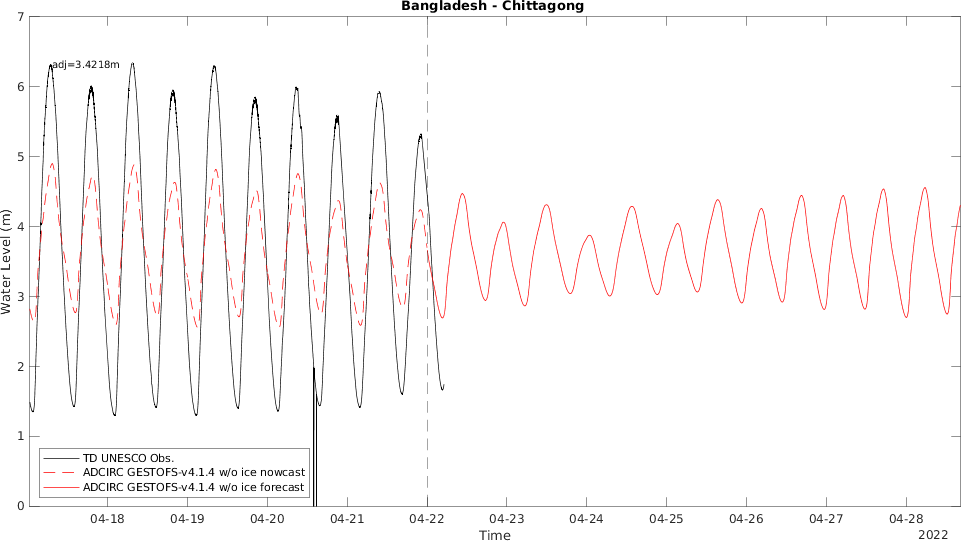 Bangladesh - Chittagong
7
adj=3.4218m
6
5
4
3
2
1
0
Water Level (m)
TD UNESCO Obs.
ADCIRC GESTOFS-v4.1.4 w/o ice nowcast
ADCIRC GESTOFS-v4.1.4 w/o ice forecast
04-18 04-19 04-20 04-21 04-22 04-23 04-24 04-25 04-26 04-27 04-28
Time
2022